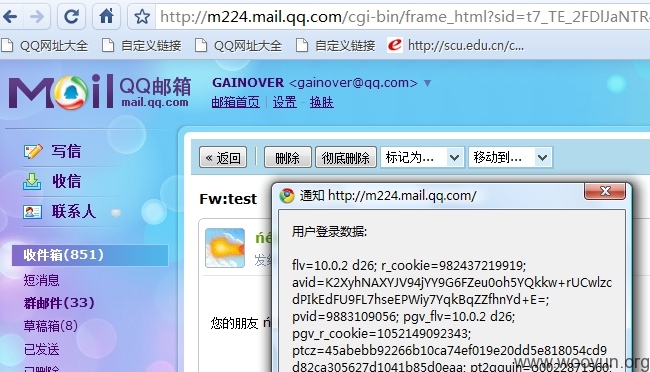 http://m224.mail.qq.com/cgi-bin/frame_html?sid=t7_TE_2FDlJaNTR
QQ网址大全 自定义链接 QQ网址大全 自定义链接 http://scu.edu.cn/c...
Mail QQ邮箱 mail.qq.com
GAINOVER <gainover@qq.com>
邮箱首页 | 设置 - 换肤
写信
收信
联系人
收件箱(851)
短消息
群邮件(33)
草稿箱(8)
已发送
已删除
« 返回 删除 彻底删除 标记为... 移动到...
Fw:test
您的朋友
通知 http://m224.mail.qq.com/
用户登录数据:
flv=10.0.2 d26; r_cookie=982437219919;
avid=K2XyhNAXYJV94jYY9G6FZeu0oh5YQkkw+rUCwlzc
dPIkEdFU9FL7hseEPWiy7YqkBqZZfhnYd+E=;
pvid=9883109056; pgv_flv=10.0.2 d26;
pgv_r_cookie=1052149092343;
ptcz=45abebb92266b10ca74ef019e20dd5e818054cd9
d82ca305627d1041b85d0eaa; pt2gguin=o0022871560;
www.wooyun.org